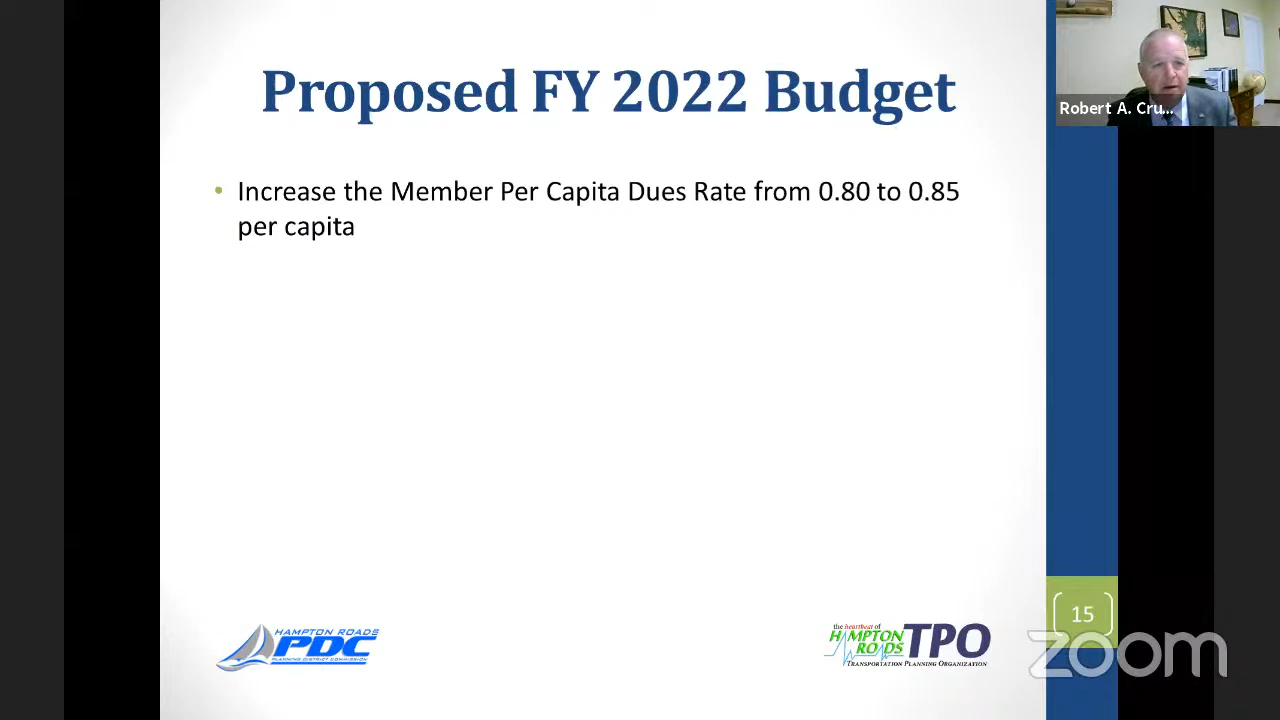 Proposed FY 2022 Budget
Robert A. Cru...
• Increase the Member Per Capita Dues Rate from 0.80 to 0.85
per capita
HAMPTON ROADS
PDC
PLANNING DISTRICT COMMISSION
the heartbeat of
HAMPTON
ROADS
TPO
TRANSPORTATION PLANNING ORGANIZATION
15
zoom